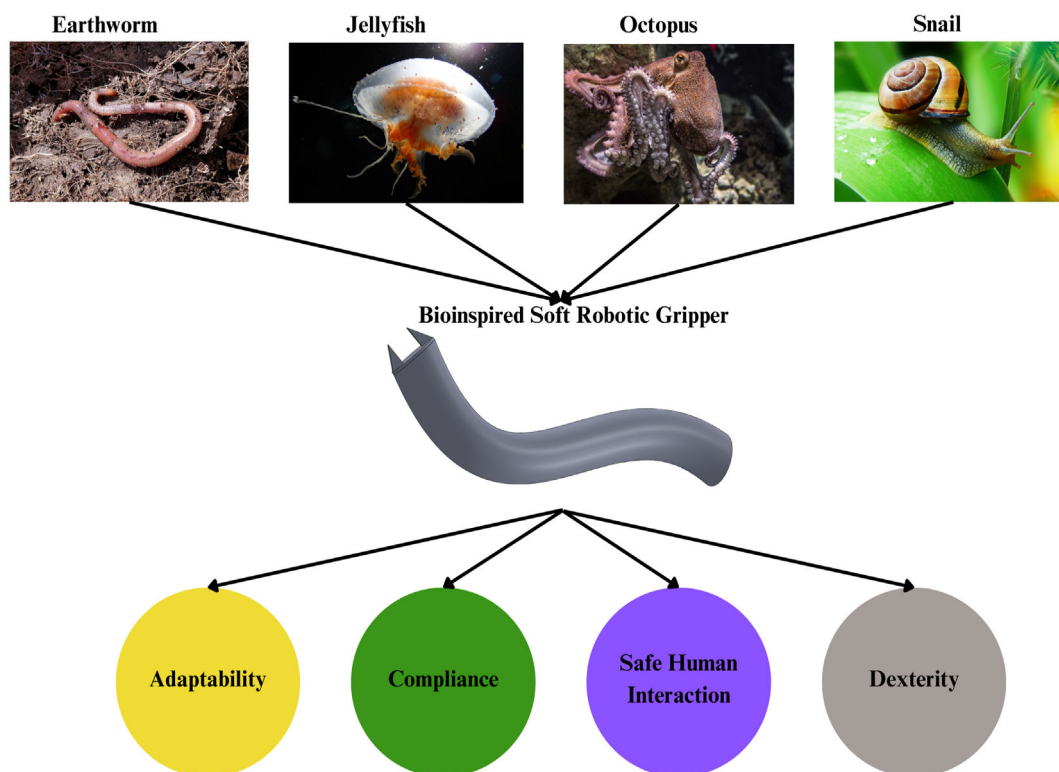 Earthworm
Jellyfish
Octopus
Snail
Bioinspired Soft Robotic Gripper
Adaptability
Compliance
Safe Human
Interaction
Dexterity